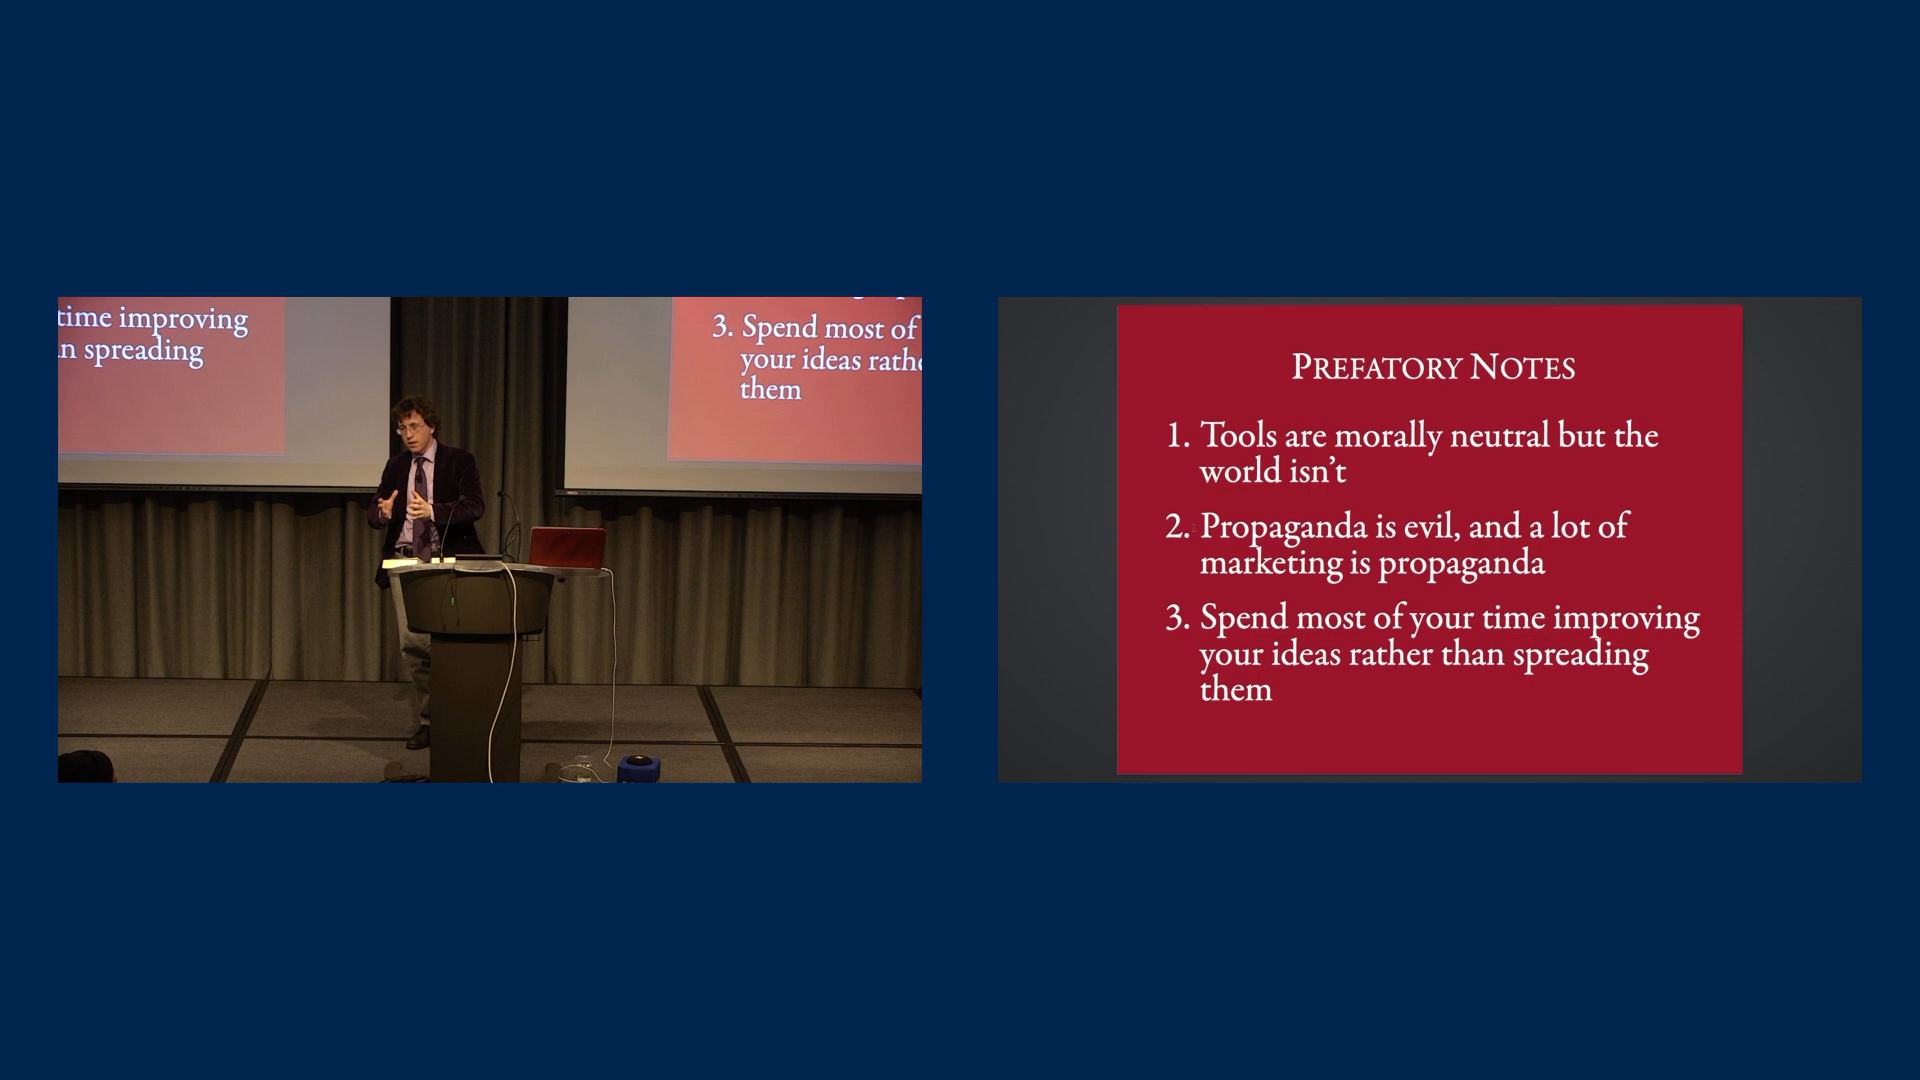 time improving
n spreading
3. Spend most of
your ideas rathe
them
PREFATORY NOTES
1. Tools are morally neutral but the
world isn’t
2. Propaganda is evil, and a lot of
marketing is propaganda
3. Spend most of your time improving
your ideas rather than spreading
them